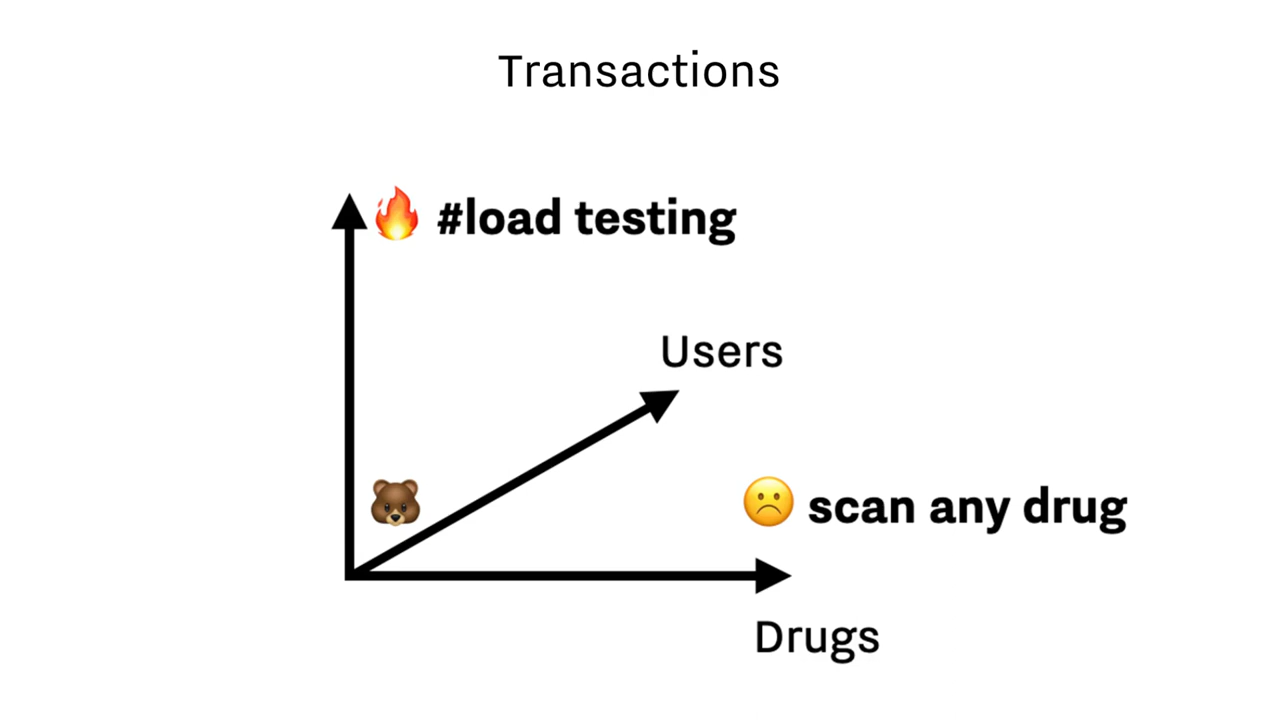 Transactions
🔥 #load testing
Users
🐻
☹️ scan any drug
Drugs